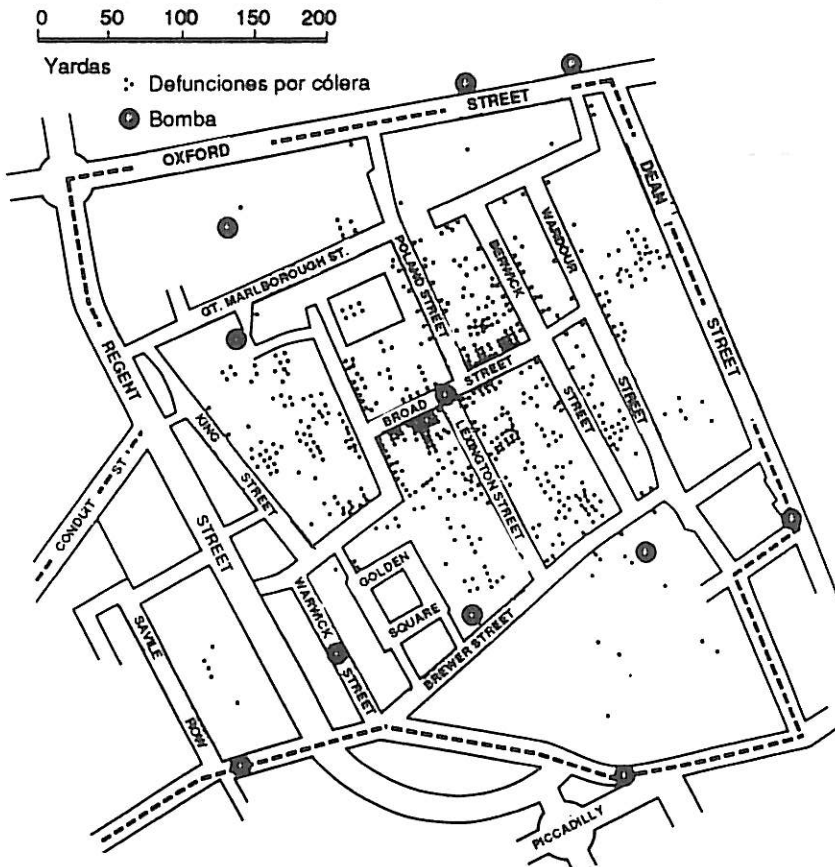 0 50 100 150 200
Yardas
Defunciones por cólera
Bomba
OXFORD STREET
DEAN STREET
WARDOUR STREET
BERWICK STREET
POLAND STREET
GT. MARLBOROUGH ST.
REGENT STREET
KING STREET
BROAD STREET
LEXINGTON STREET
CONDUIT ST
GOLDEN SQUARE
WARWICK STREET
BREWER STREET
SAVILE ROW
PICCADILLY